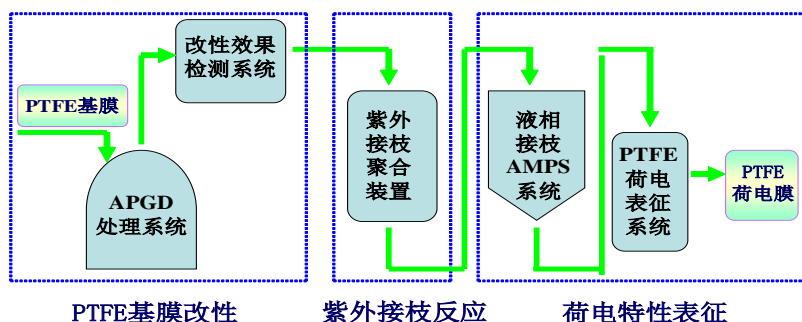 PTFE基膜
APGD
处理系统
改性效果
检测系统
紫外
接枝
聚合
装置
液相
接枝
AMPS
系统
PTFE
荷电
表征
系统
PTFE
荷电膜
PTFE基膜改性
紫外接枝反应
荷电特性表征